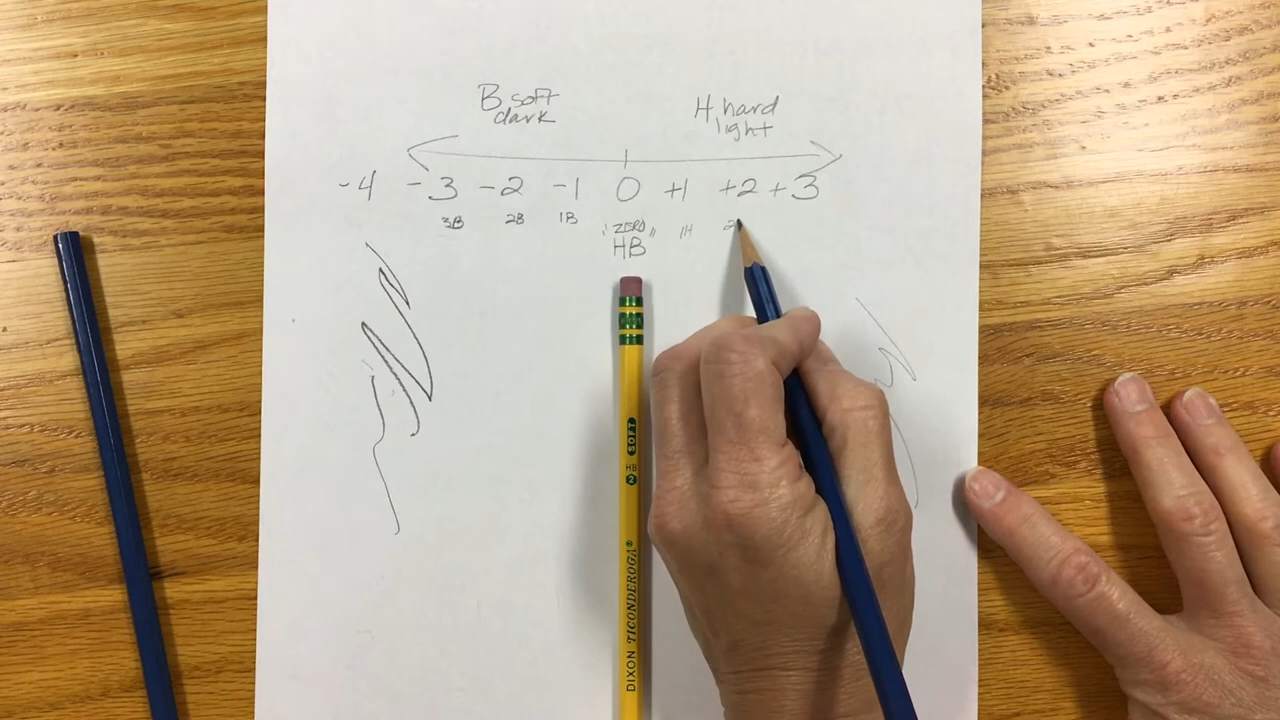 B soft
dark
H hard
light
-4 -3 -2 -1 0 +1 +2 +3
3B 2B 1B "ZERO" 1H
HB
SOFT
HB
2
DIXON TICONDEROGA®